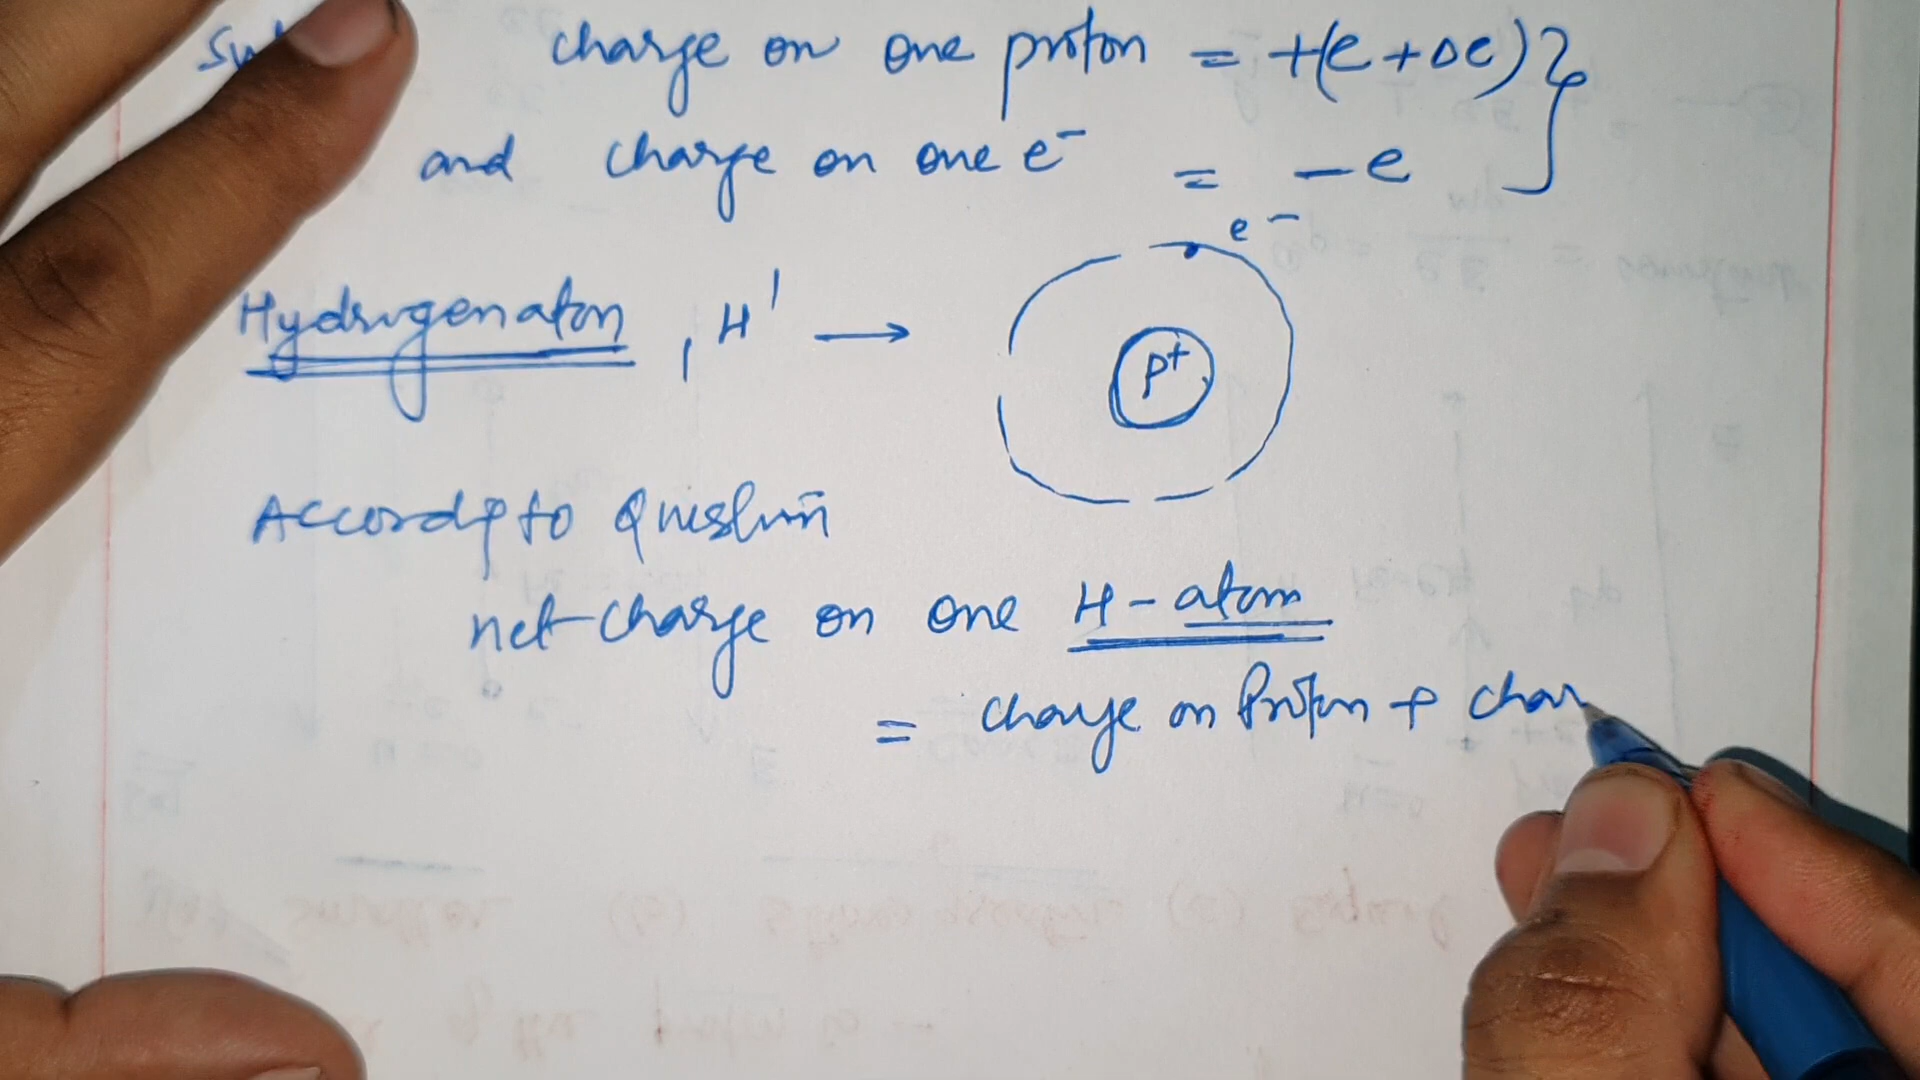 charge on one proton = +(e+Δe)}
and charge on one e⁻ = -e
e⁻
Hydrogen atom, H¹ →
P⁺
According to Question
net charge on one H-atom
= charge on Proton + char